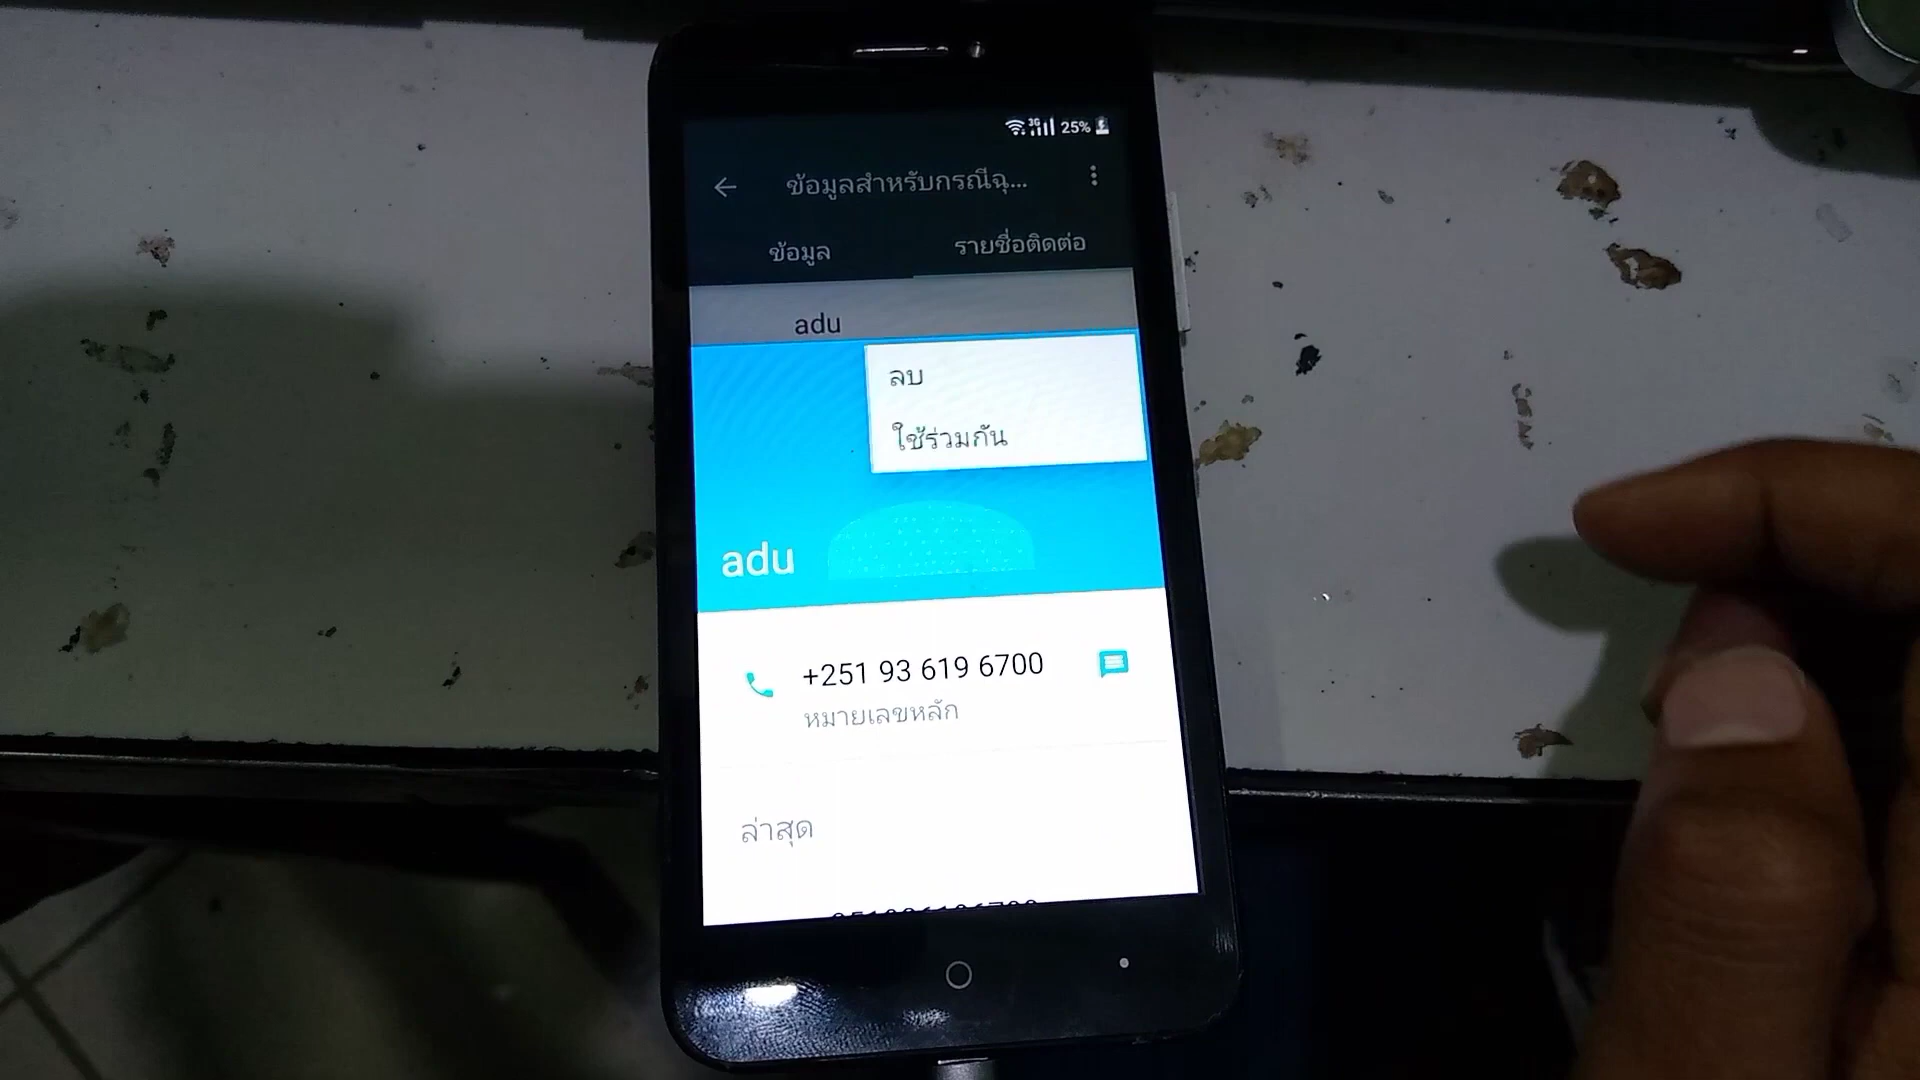 3G 25%
ข้อมูลสำหรับกรณีฉุ...
ข้อมูล รายชื่อติดต่อ
adu
ลบ
ใช้ร่วมกัน
adu
+251 93 619 6700
หมายเลขหลัก
ล่าสุด